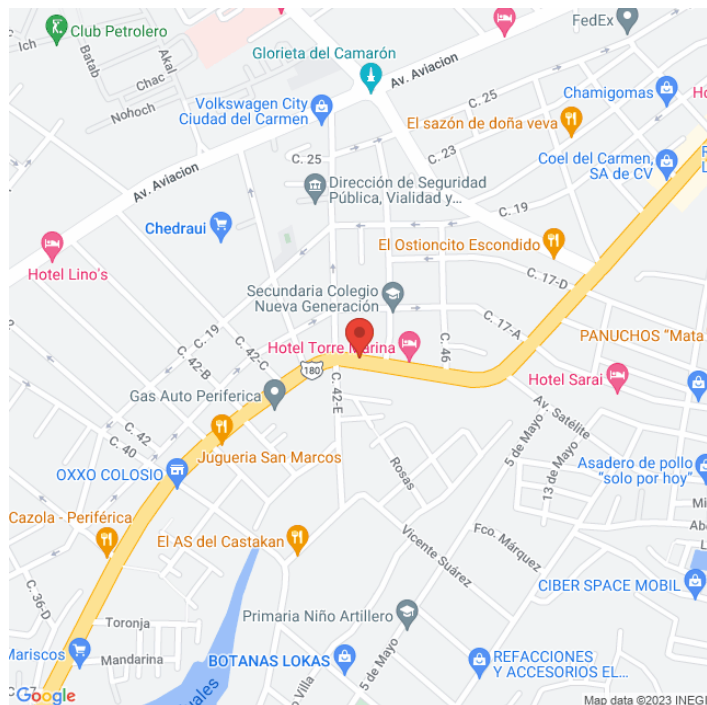 FedEx
Club Petrolero
Ich
Batab
Akal
Chac
Nohoch
Glorieta del Camarón
Av. Aviacion
C. 25
Chamigomas
Ho
Volkswagen City
Ciudad del Carmen
El sazón de doña veva
C. 25
C. 23
Coel del Carmen,
SA de CV
R
L
Av. Aviacion
Dirección de Seguridad
Pública, Vialidad y...
C. 19
Chedraui
El Ostioncito Escondido
Hotel Lino's
C. 17-D
Secundaria Colegio
Nueva Generación
C. 19
C. 17-A
PANUCHOS "Mata
C. 42-C
C. 42-B
Hotel Torre Marina
C. 46
180
C. 42-E
Hotel Sarai
Gas Auto Periferica
Av. Satélite
C. 42
C. 40
Jugueria San Marcos
5 de Mayo
13 de Mayo
Asadero de pollo
"solo por hoy"
OXXO COLOSIO
Rosas
Mi
Cazola - Periférica
El AS del Castakan
Fco. Márquez
Aba
L
Vicente Suárez
C. 36-D
CIBER SPACE MOBIL
Toronja
Primaria Niño Artillero
Mariscos
Mandarina
BOTANAS LOKAS
5 de Mayo
REFACCIONES
Y ACCESORIOS EL...
Villa
Google
Map data ©2023 INEGI